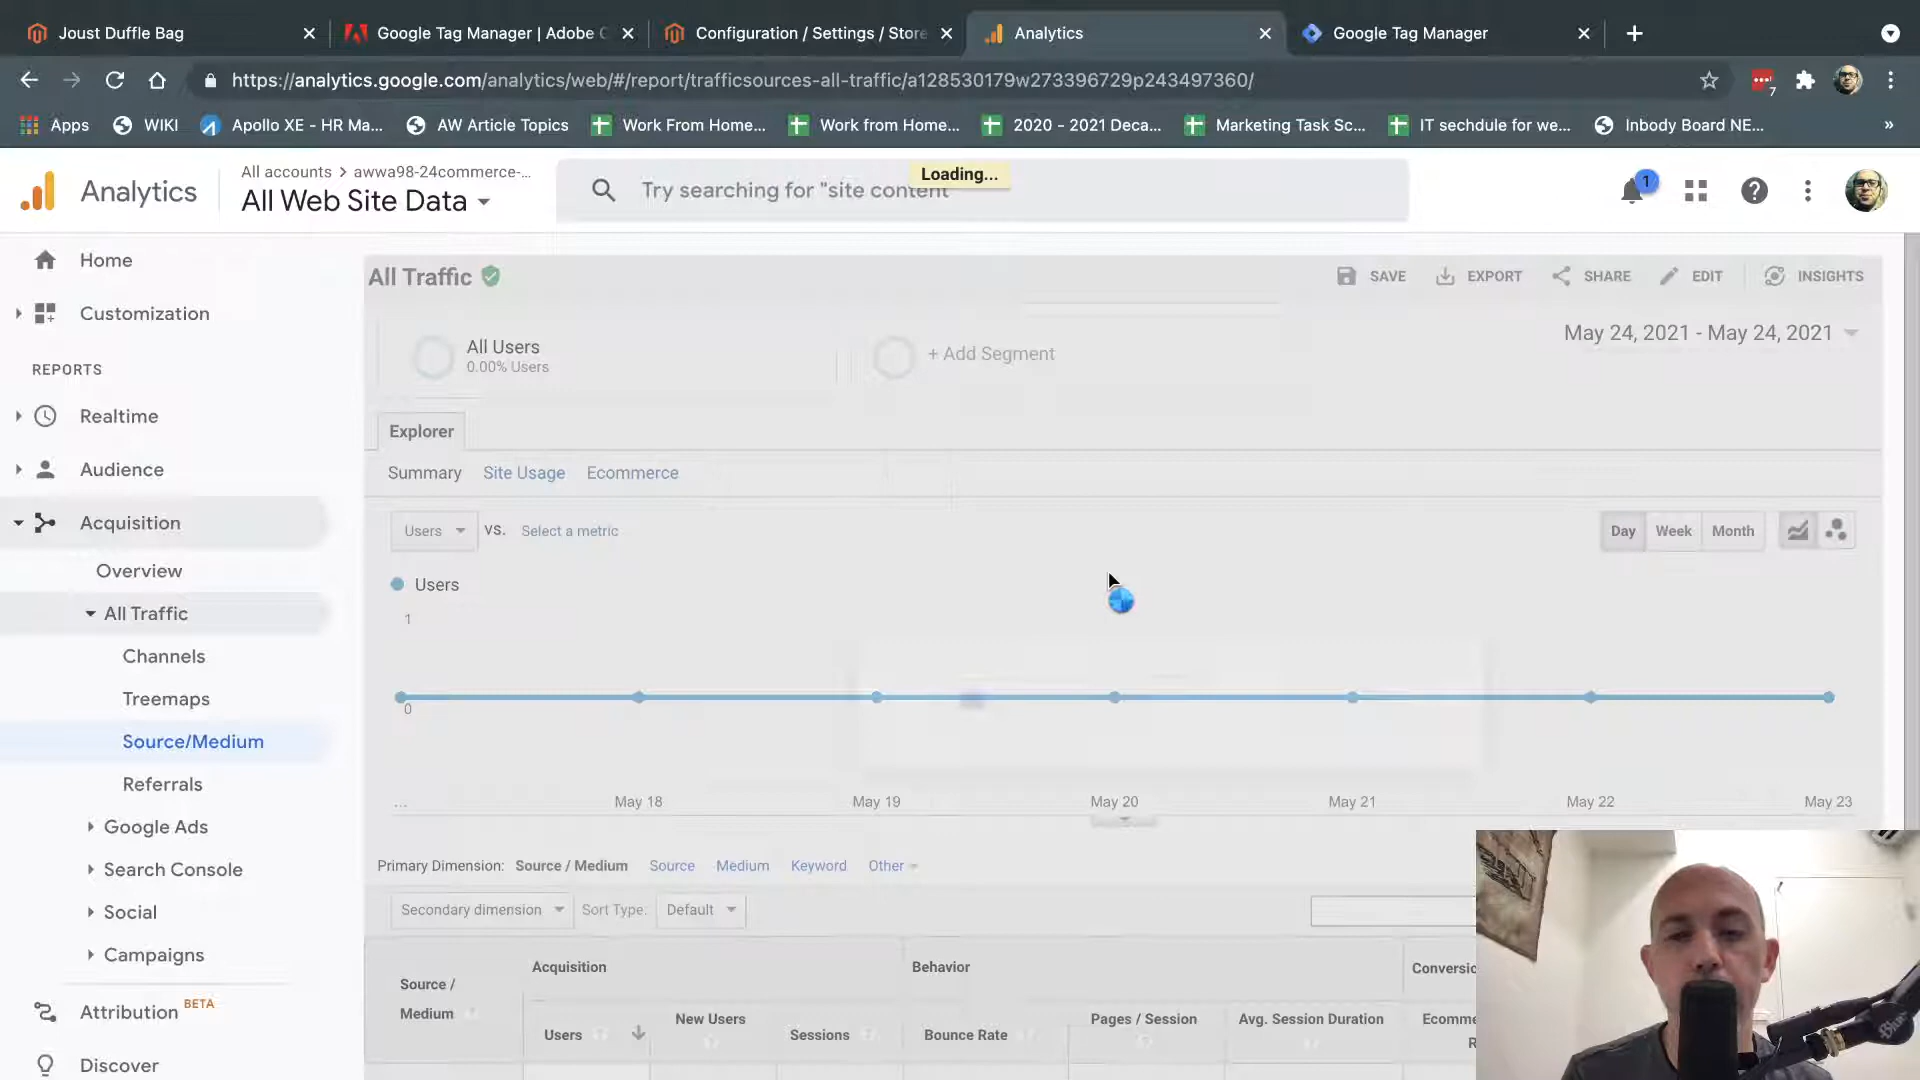 Joust Duffle Bag
Google Tag Manager | Adobe C
Configuration / Settings / Store
Analytics
Google Tag Manager
https://analytics.google.com/analytics/web/#/report/trafficsources-all-traffic/a128530179w273396729p243497360/
7
Apps
WIKI
Apollo XE - HR Ma...
AW Article Topics
Work From Home...
Work from Home...
2020 - 2021 Deca...
Marketing Task Sc...
IT sechdule for we...
Inbody Board NE...
»
Analytics
All accounts > awwa98-24commerce-...
All Web Site Data
Try searching for "site content"
Loading...
1
Home
Customization
REPORTS
Realtime
Audience
Acquisition
Overview
All Traffic
Channels
Treemaps
Source/Medium
Referrals
Google Ads
Search Console
Social
Campaigns
Attribution BETA
Discover
All Traffic
SAVE
EXPORT
SHARE
EDIT
INSIGHTS
All Users
0.00% Users
+ Add Segment
May 24, 2021 - May 24, 2021
Explorer
Summary
Site Usage
Ecommerce
Users
VS.
Select a metric
Day
Week
Month
Users
1
0
...
May 18
May 19
May 20
May 21
May 22
May 23
Primary Dimension:
Source / Medium
Source
Medium
Keyword
Other
Secondary dimension
Sort Type:
Default
Source /
Medium
Acquisition
Behavior
Users
New Users
Sessions
Bounce Rate
Pages / Session
Avg. Session Duration
Blue